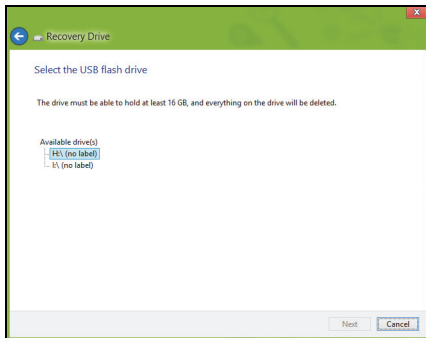 Recovery Drive
Select the USB flash drive
The drive must be able to hold at least 16 GB, and everything on the drive will be deleted.
Available drive(s)
H:\ (no label)
I:\ (no label)
Next
Cancel